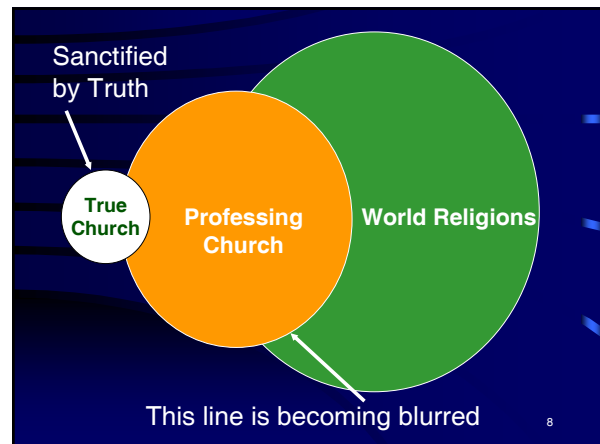 Sanctified
by Truth
True
Church
Professing
Church
World Religions
This line is becoming blurred
8